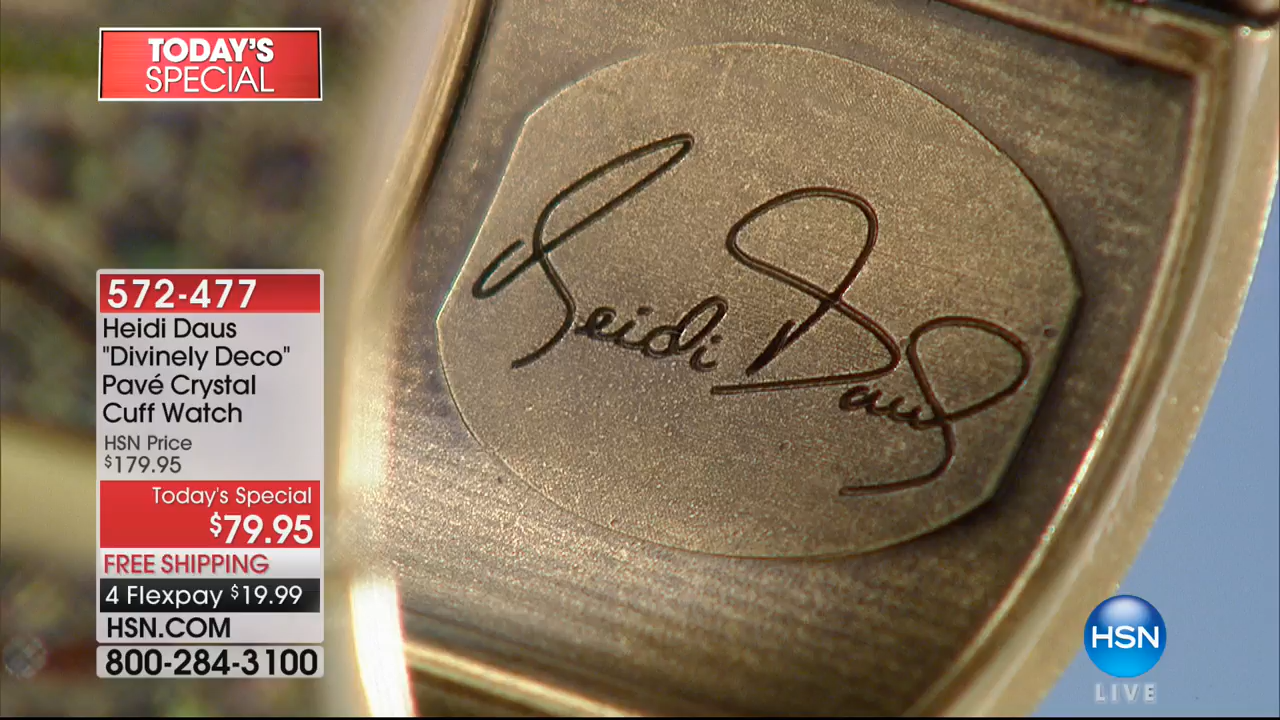 TODAY'S
SPECIAL
572-477
Heidi Daus
"Divinely Deco"
Pavé Crystal
Cuff Watch
HSN Price
$179.95
Today's Special
$79.95
FREE SHIPPING
4 Flexpay $19.99
HSN.COM
800-284-3100
Heidi Daus
HSN
LIVE